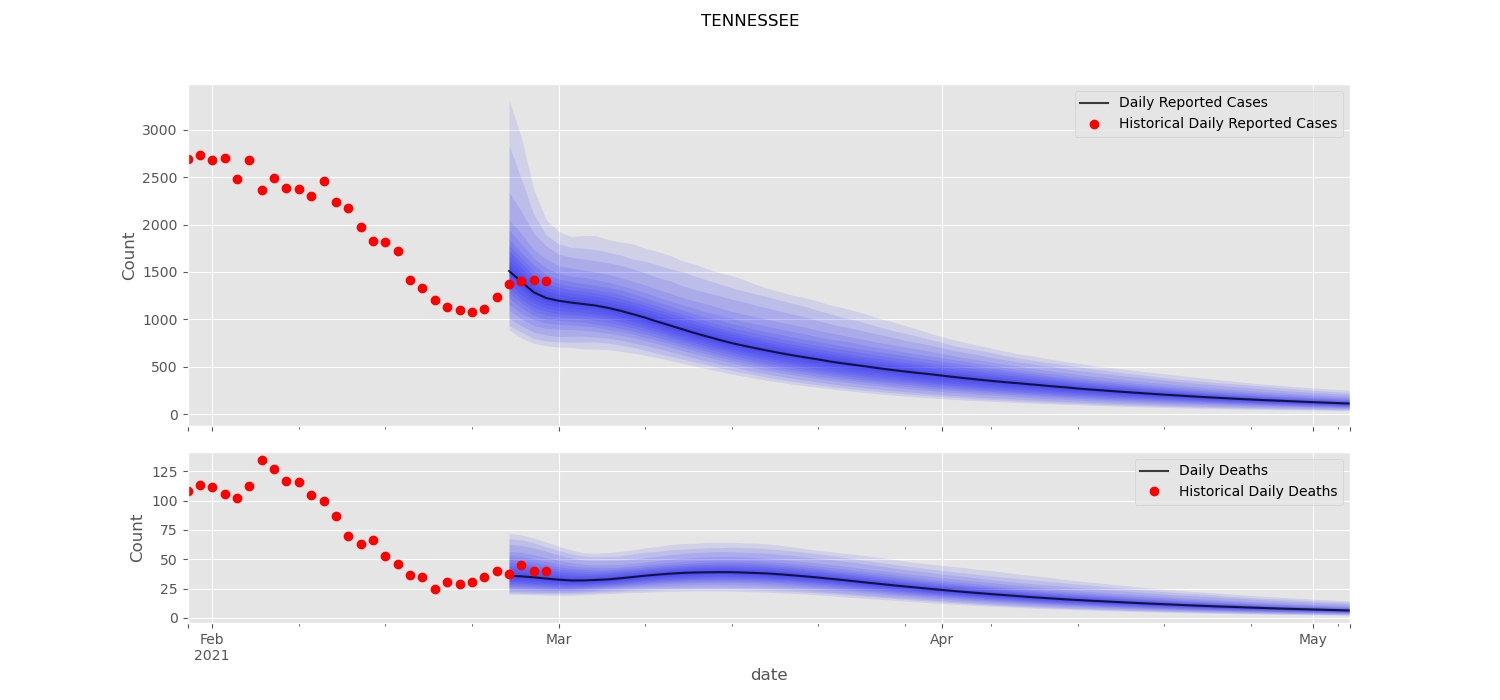 TENNESSEE
Daily Reported Cases
Historical Daily Reported Cases
3000
2500
2000
1500
1000
500
0
Count
Daily Deaths
Historical Daily Deaths
125
100
75
50
25
0
Count
Feb Mar Apr May
2021
date